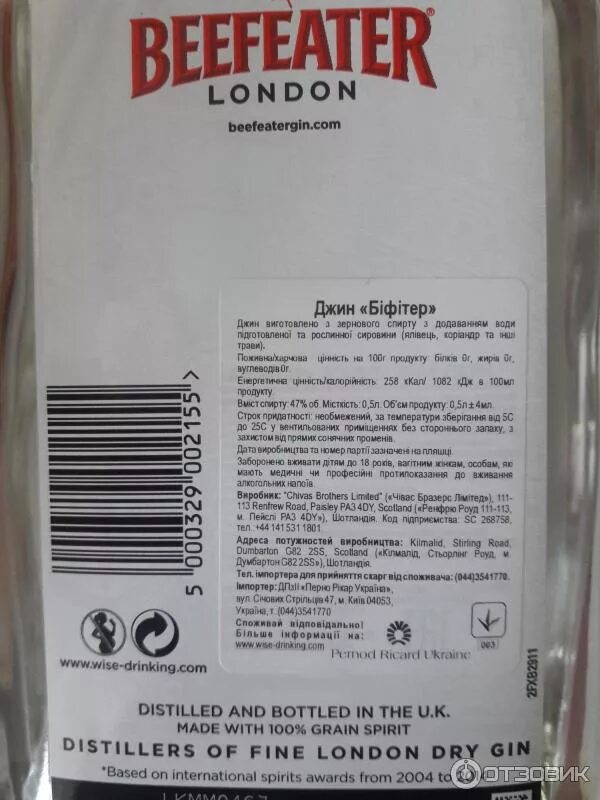 BEEFEATER®
LONDON
beefeatergin.com
Джин «Біфітер»
Джин виготовлено з зернового спирту з додаванням води
підготовленої та рослинної сировини (ялівець, коріандр та інші
трави).
Поживна/харчова цінність на 100г продукту: білків 0г, жирів 0г,
вуглеводів 0г.
Енергетична цінність/калорійність: 258 кКал/ 1082 кДж в 100мл
продукту.
Вміст спирту: 47% об. Місткість: 0,5л. Об'єм продукту: 0,5л ± 4мл.
Строк придатності: необмежений, за температури зберігання від 5С
до 25С у вентильованих приміщеннях без стороннього запаху, з
захистом від прямих сонячних променів.
Дата виробництва та номер партії зазначені на пляшці.
Заборонено вживати дітям до 18 років, вагітним жінкам, особам, які
мають медичні чи професійні протипоказання до вживання
алкогольних напоїв.
Виробник: "Chivas Brothers Limited" («Чівас Бразерс Лімітед»), 111-
113 Renfrew Road, Paisley PA3 4DY, Scotland («Ренфрю Роуд 111-113,
м. Пейслі PA3 4DY»), Шотландія. Код підприємства: SC 268758,
тел.: +44 141 531 1801.
Адреса потужностей виробництва: Kilmalid, Stirling Road,
Dumbarton G82 2SS, Scotland («Кілмалід, Стьорлінг Роуд, м.
Думбартон G82 2SS»), Шотландія.
Тел. імпортера для прийняття скарг від споживача: (044)3541770.
Імпортер: ДПзІІ «Перно Рікар Україна»,
вул. Січових Стрільців 47, м. Київ 04053,
Україна, т. (044)3541770
Споживай відповідально!
Більше інформації на:
www.wise-drinking.com
Pernod Ricard Ukraine
003
5 000329 002155 >
www.wise-drinking.com
2FXB2911
DISTILLED AND BOTTLED IN THE U.K.
MADE WITH 100% GRAIN SPIRIT
DISTILLERS OF FINE LONDON DRY GIN
*Based on international spirits awards from 2004 to 2014
ОТЗОВИК